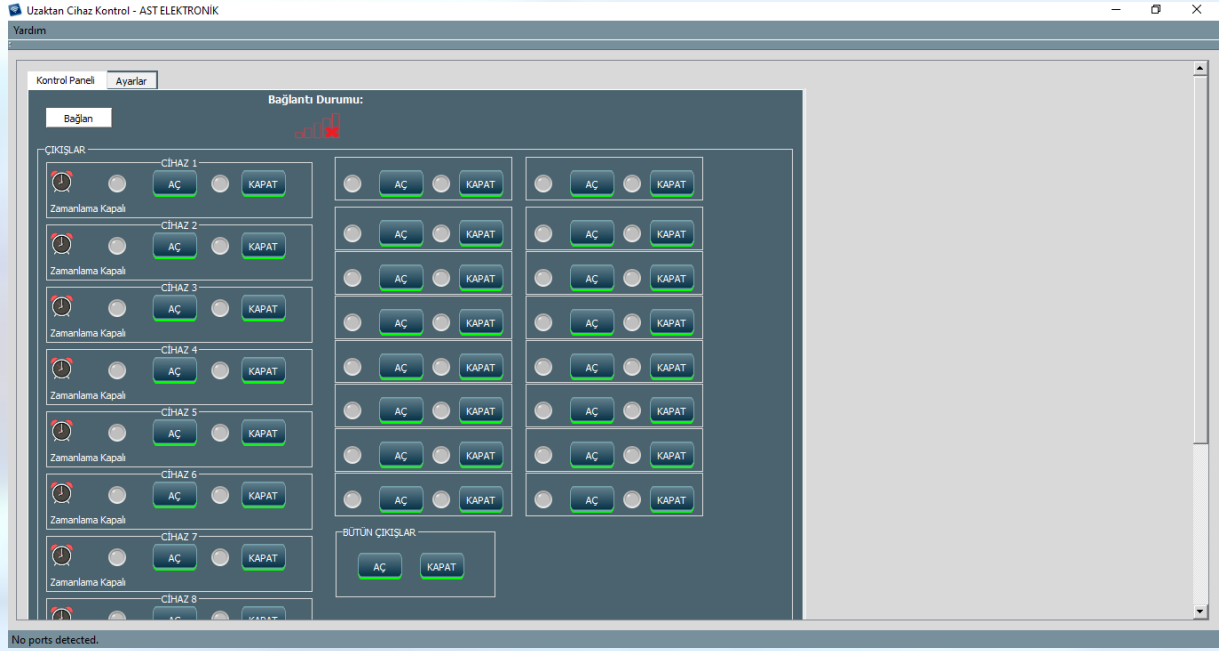 Uzaktan Cihaz Kontrol - AST ELEKTRONİK
Yardım
Kontrol Paneli Ayarlar
Bağlantı Durumu:
Bağlan
ÇIKIŞLAR
CİHAZ 1
AÇ KAPAT AÇ KAPAT AÇ KAPAT
Zamanlama Kapalı
CİHAZ 2
AÇ KAPAT AÇ KAPAT AÇ KAPAT
Zamanlama Kapalı
AÇ KAPAT AÇ KAPAT
CİHAZ 3
AÇ KAPAT AÇ KAPAT AÇ KAPAT
Zamanlama Kapalı
CİHAZ 4
AÇ KAPAT AÇ KAPAT AÇ KAPAT
Zamanlama Kapalı
CİHAZ 5
AÇ KAPAT AÇ KAPAT AÇ KAPAT
Zamanlama Kapalı
AÇ KAPAT AÇ KAPAT
CİHAZ 6
AÇ KAPAT AÇ KAPAT AÇ KAPAT
Zamanlama Kapalı
BÜTÜN ÇIKIŞLAR
CİHAZ 7
AÇ KAPAT AÇ KAPAT
Zamanlama Kapalı
CİHAZ 8
AÇ KAPAT
No ports detected.